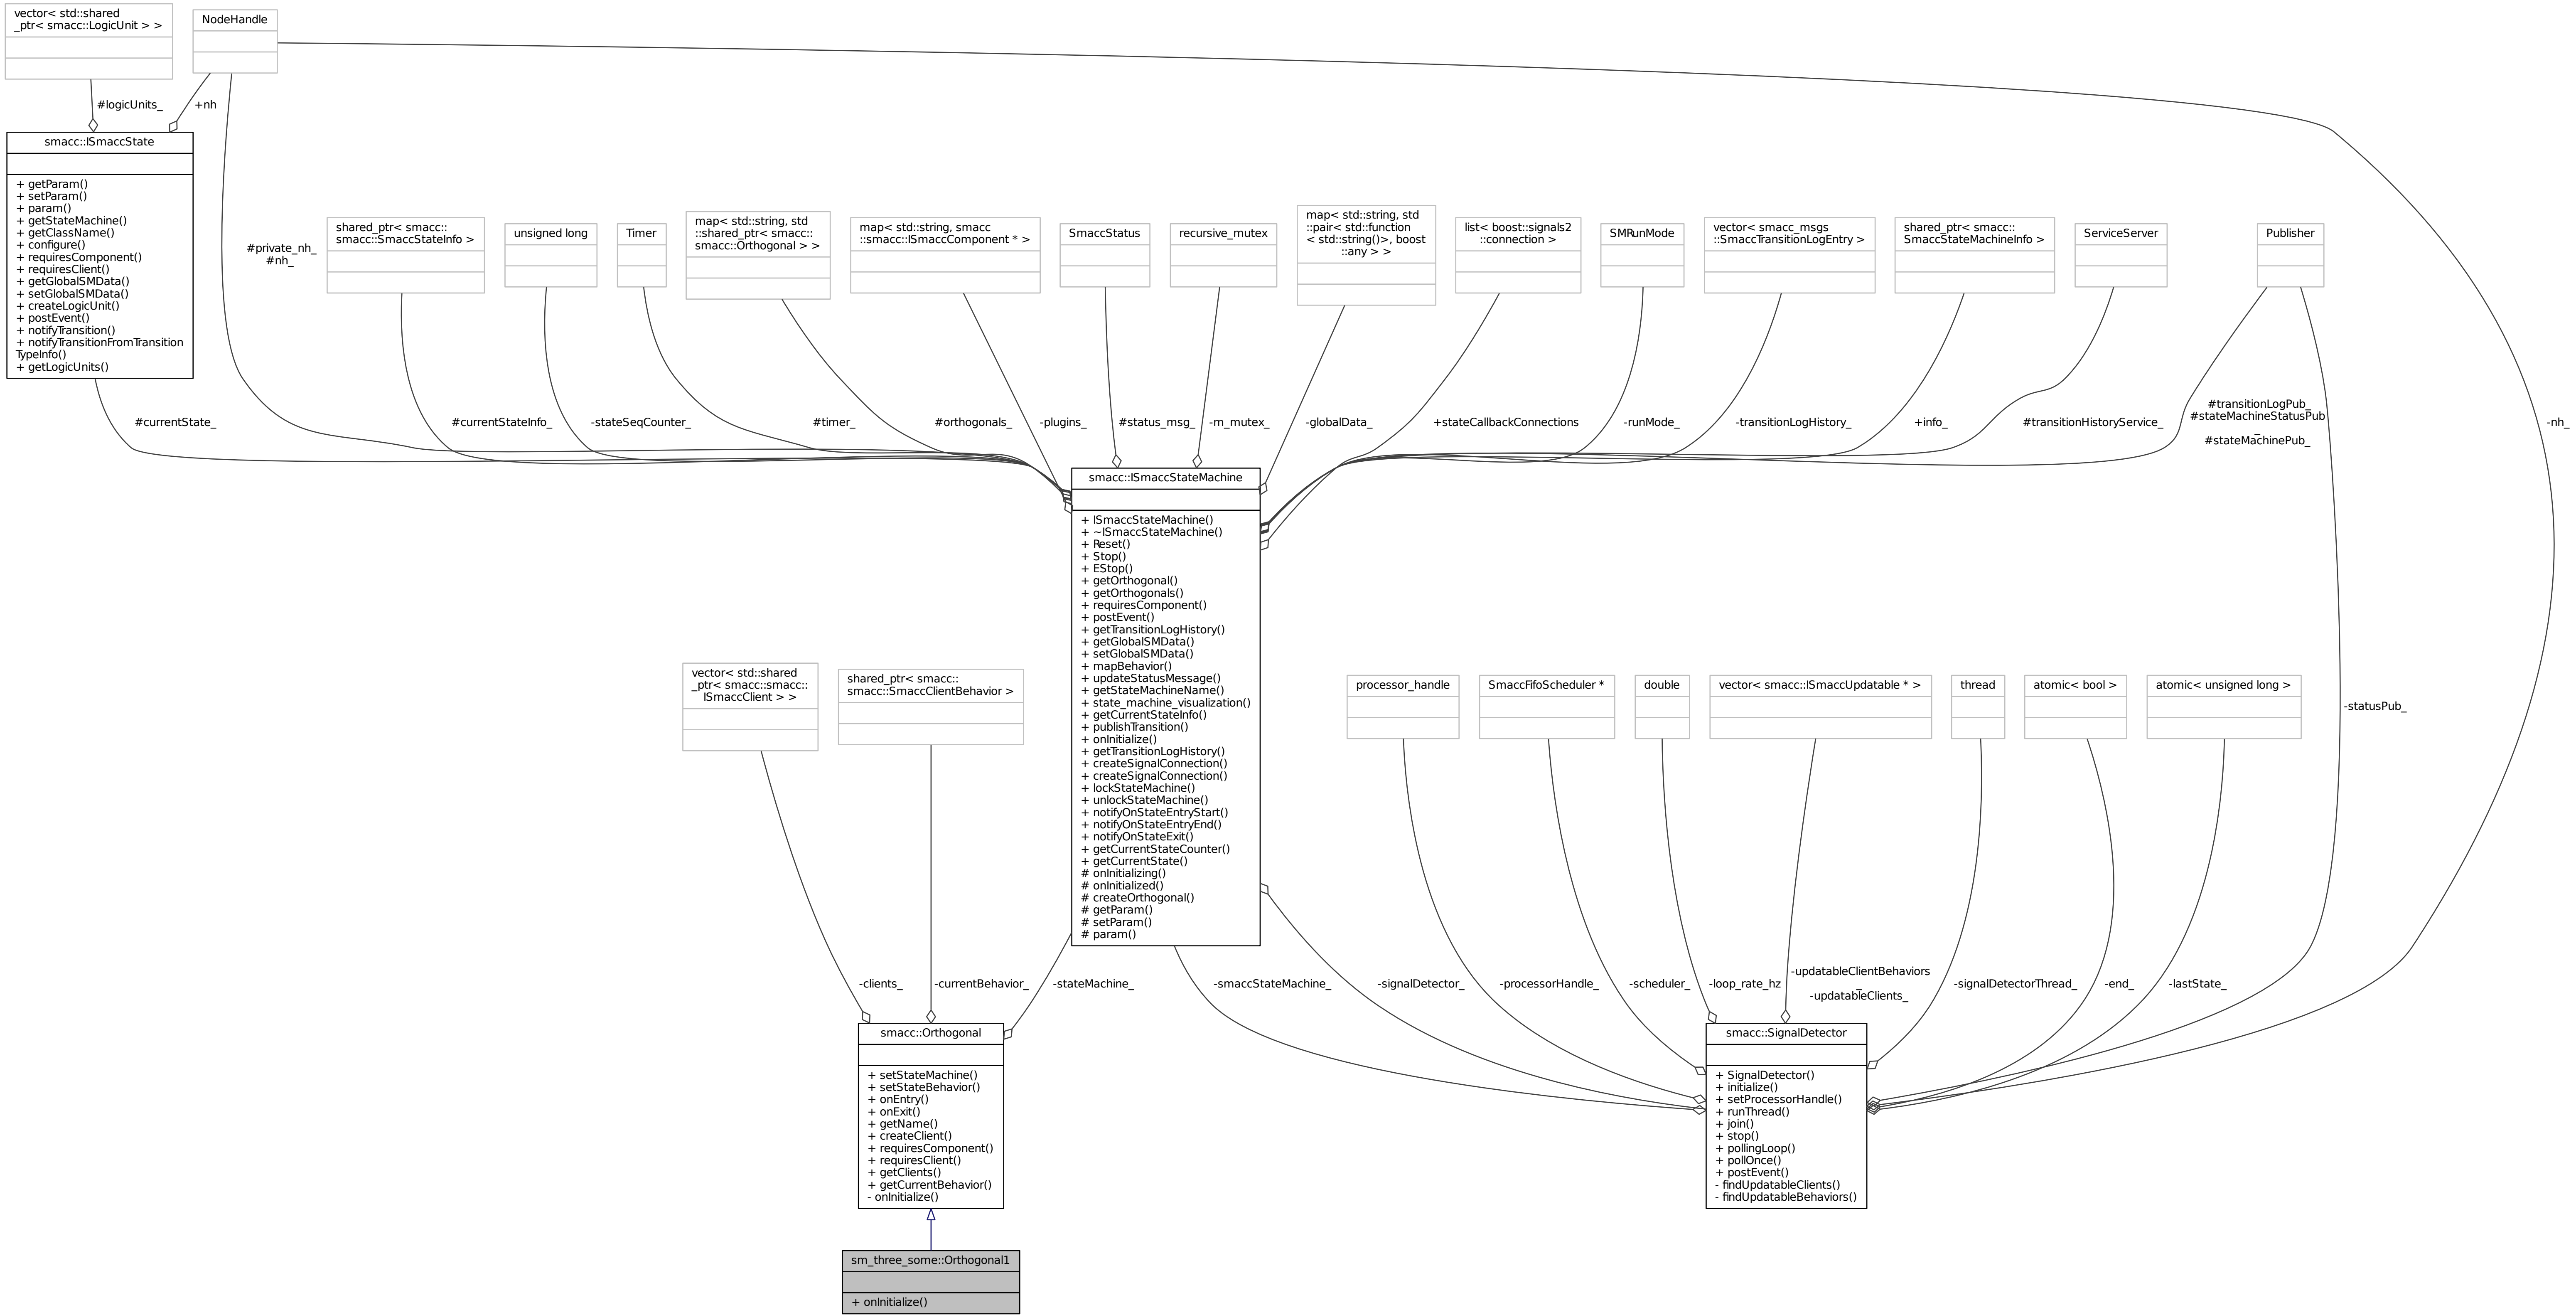 vector< std::shared
_ptr< smacc::LogicUnit > >
NodeHandle
#logicUnits_
+nh
smacc::ISmaccState
+ getParam()
+ setParam()
+ param()
+ getStateMachine()
+ getClassName()
+ configure()
+ requiresComponent()
+ requiresClient()
+ getGlobalSMData()
+ setGlobalSMData()
+ createLogicUnit()
+ postEvent()
+ notifyTransition()
+ notifyTransitionFromTransition
TypeInfo()
+ getLogicUnits()
#private_nh_
#nh_
shared_ptr< smacc::
smacc::SmaccStateInfo >
unsigned long
Timer
map< std::string, std
::shared_ptr< smacc::
smacc::Orthogonal > >
map< std::string, smacc
::smacc::ISmaccComponent * >
SmaccStatus
recursive_mutex
map< std::string, std
::pair< std::function
< std::string()>, boost
::any > >
list< boost::signals2
::connection >
SMRunMode
vector< smacc_msgs
::SmaccTransitionLogEntry >
shared_ptr< smacc::
SmaccStateMachineInfo >
ServiceServer
Publisher
#currentState_
#currentStateInfo_
-stateSeqCounter_
#timer_
#orthogonals_
-plugins_
#status_msg_
-m_mutex_
-globalData_
+stateCallbackConnections
-runMode_
-transitionLogHistory_
+info_
#transitionHistoryService_
#transitionLogPub_
#stateMachineStatusPub
_
#stateMachinePub_
-nh_
smacc::ISmaccStateMachine
+ ISmaccStateMachine()
+ ~ISmaccStateMachine()
+ Reset()
+ Stop()
+ EStop()
+ getOrthogonal()
+ getOrthogonals()
+ requiresComponent()
+ postEvent()
+ getTransitionLogHistory()
+ getGlobalSMData()
+ setGlobalSMData()
+ mapBehavior()
+ updateStatusMessage()
+ getStateMachineName()
+ state_machine_visualization()
+ getCurrentStateInfo()
+ publishTransition()
+ onInitialize()
+ getTransitionLogHistory()
+ createSignalConnection()
+ createSignalConnection()
+ lockStateMachine()
+ unlockStateMachine()
+ notifyOnStateEntryStart()
+ notifyOnStateEntryEnd()
+ notifyOnStateExit()
+ getCurrentStateCounter()
+ getCurrentState()
# onInitializing()
# onInitialized()
# createOrthogonal()
# getParam()
# setParam()
# param()
vector< std::shared
_ptr< smacc::smacc::
ISmaccClient > >
shared_ptr< smacc::
smacc::SmaccClientBehavior >
processor_handle
SmaccFifoScheduler *
double
vector< smacc::ISmaccUpdatable * >
thread
atomic< bool >
atomic< unsigned long >
-statusPub_
-clients_
-currentBehavior_
-stateMachine_
-smaccStateMachine_
-signalDetector_
-processorHandle_
-scheduler_
-loop_rate_hz
-updatableClientBehaviors
_
-updatableClients_
-signalDetectorThread_
-end_
-lastState_
smacc::Orthogonal
+ setStateMachine()
+ setStateBehavior()
+ onEntry()
+ onExit()
+ getName()
+ createClient()
+ requiresComponent()
+ requiresClient()
+ getClients()
+ getCurrentBehavior()
- onInitialize()
smacc::SignalDetector
+ SignalDetector()
+ initialize()
+ setProcessorHandle()
+ runThread()
+ join()
+ stop()
+ pollingLoop()
+ pollOnce()
+ postEvent()
- findUpdatableClients()
- findUpdatableBehaviors()
sm_three_some::Orthogonal1
+ onInitialize()